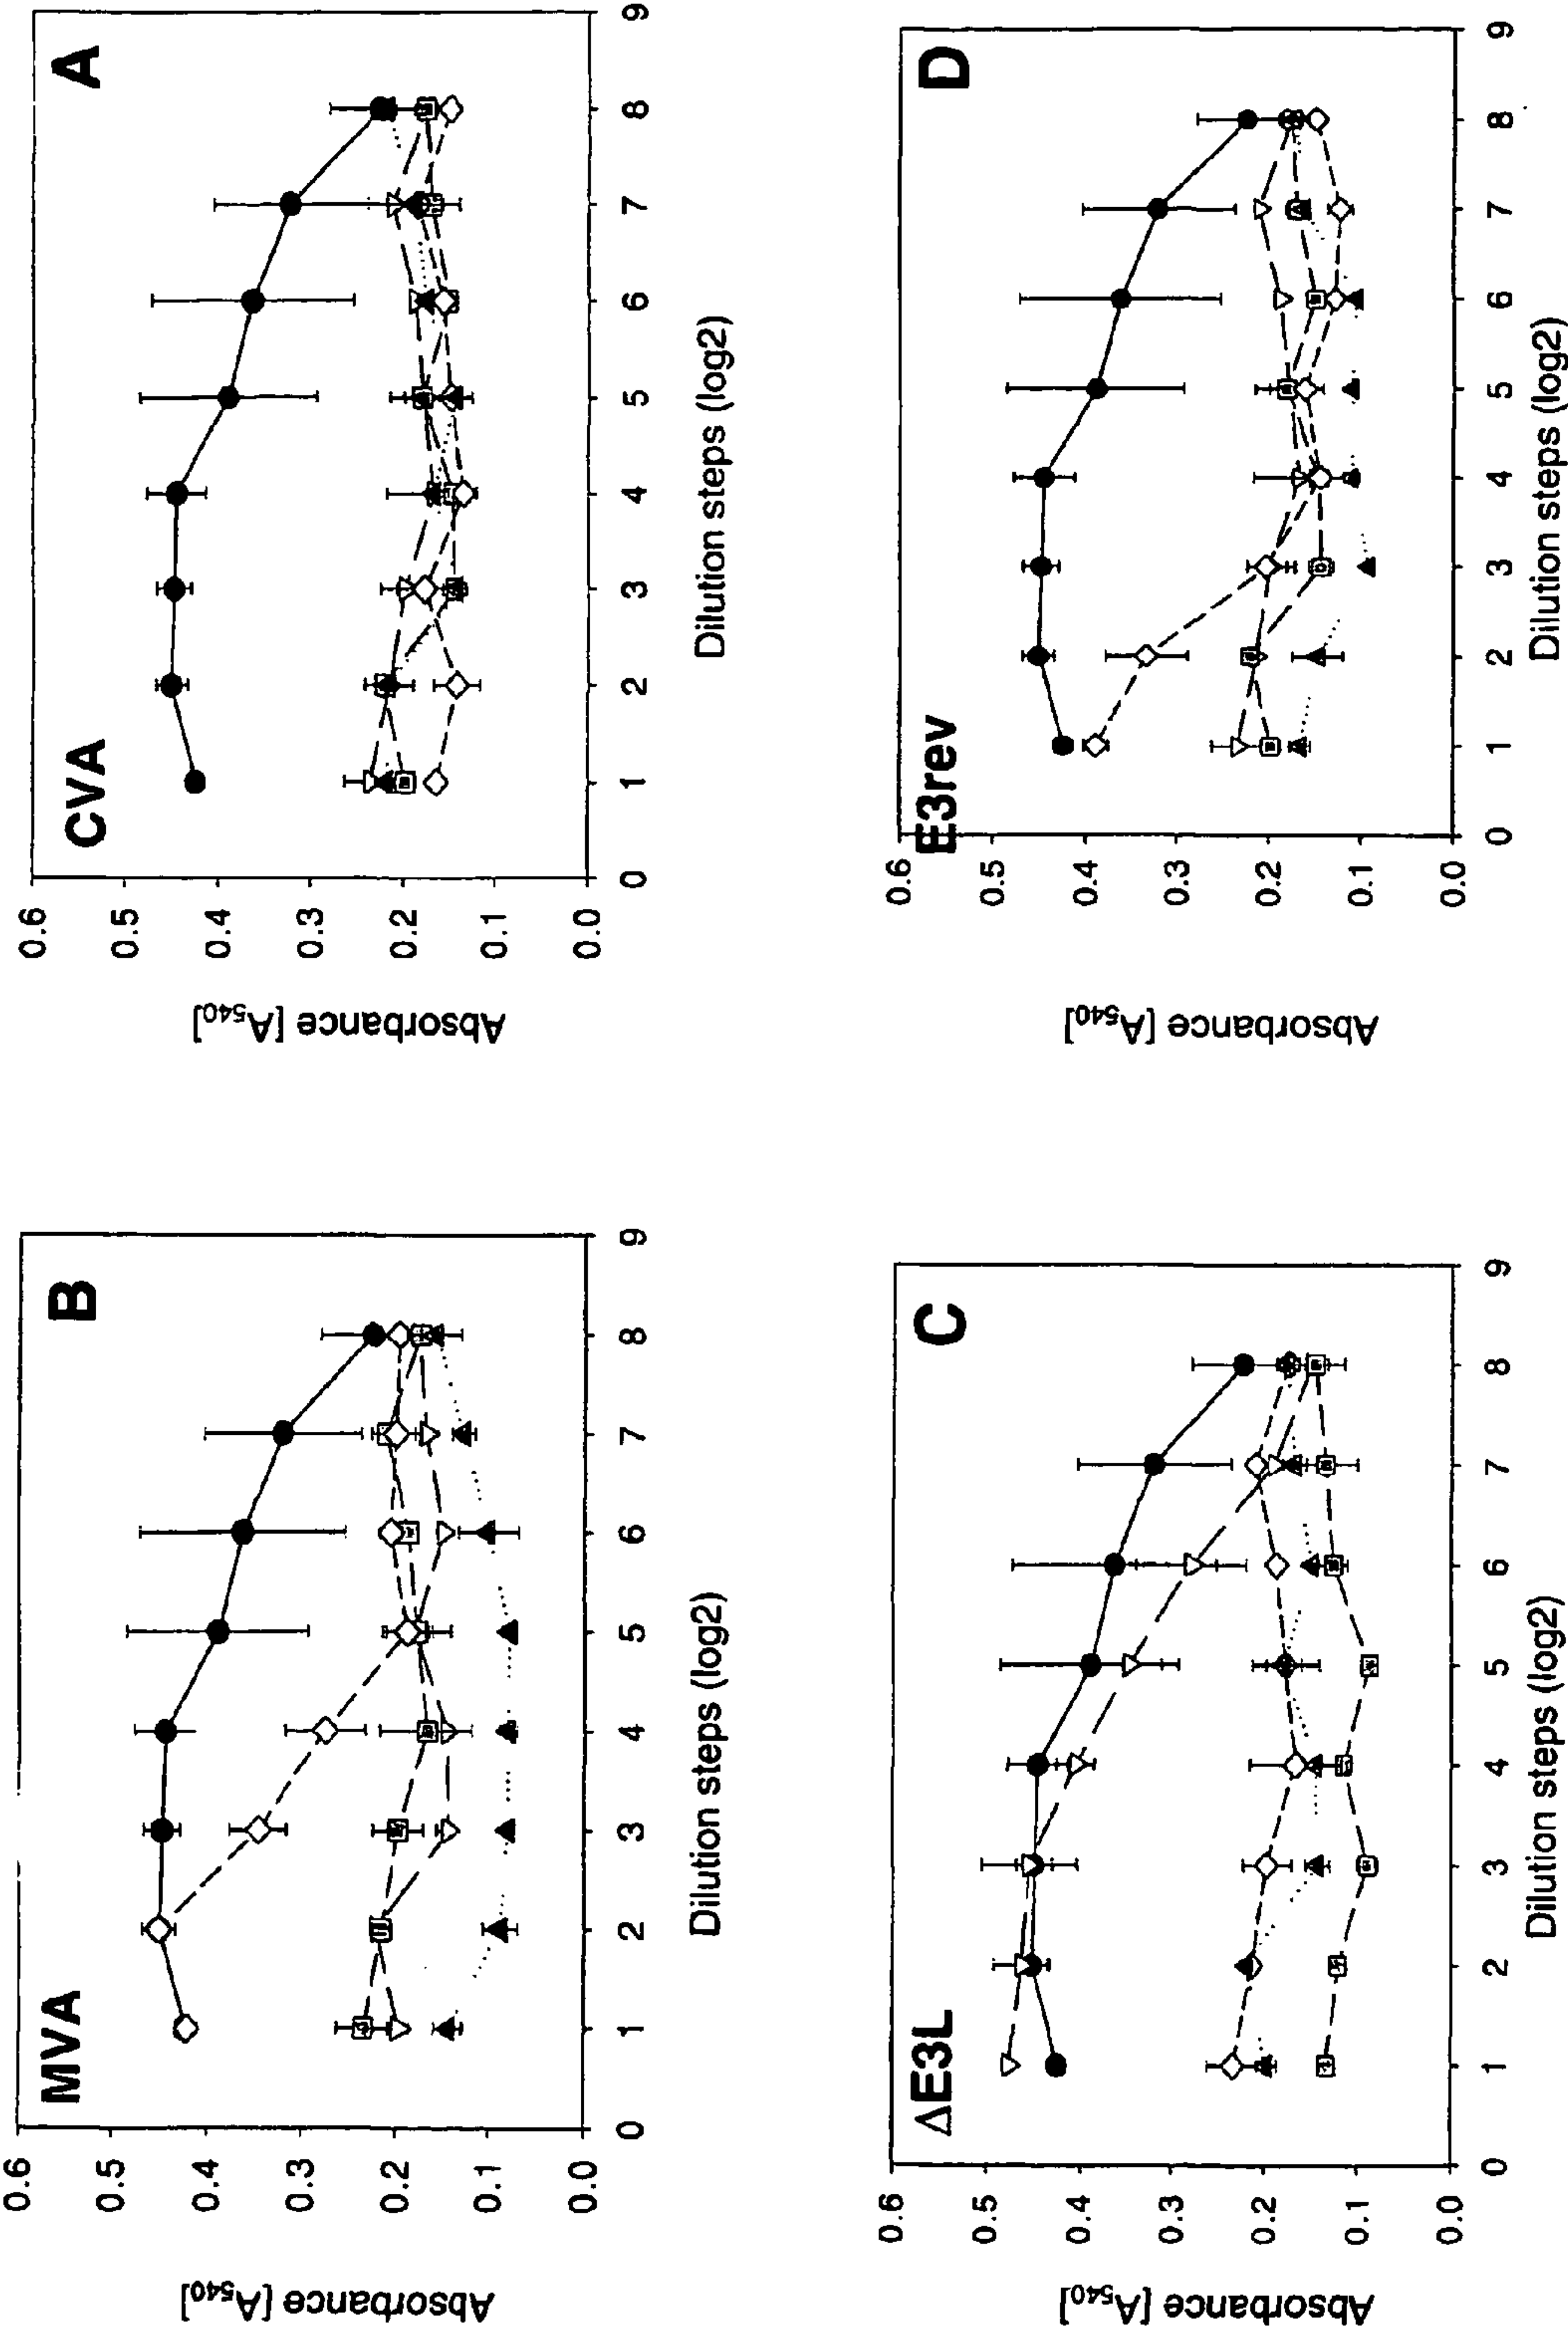 MVA
B
Absorbance [A₅₄₀]
0.6
0.5
0.4
0.3
0.2
0.1
0.0
0 1 2 3 4 5 6 7 8 9
Dilution steps (log2)
CVA
A
Absorbance [A₅₄₀]
0.6
0.5
0.4
0.3
0.2
0.1
0.0
0 1 2 3 4 5 6 7 8 9
Dilution steps (log2)
ΔE3L
C
Absorbance [A₅₄₀]
0.6
0.5
0.4
0.3
0.2
0.1
0.0
0 1 2 3 4 5 6 7 8 9
Dilution steps (log2)
E3rev
D
Absorbance [A₅₄₀]
0.6
0.5
0.4
0.3
0.2
0.1
0.0
0 1 2 3 4 5 6 7 8 9
Dilution steps (log2)